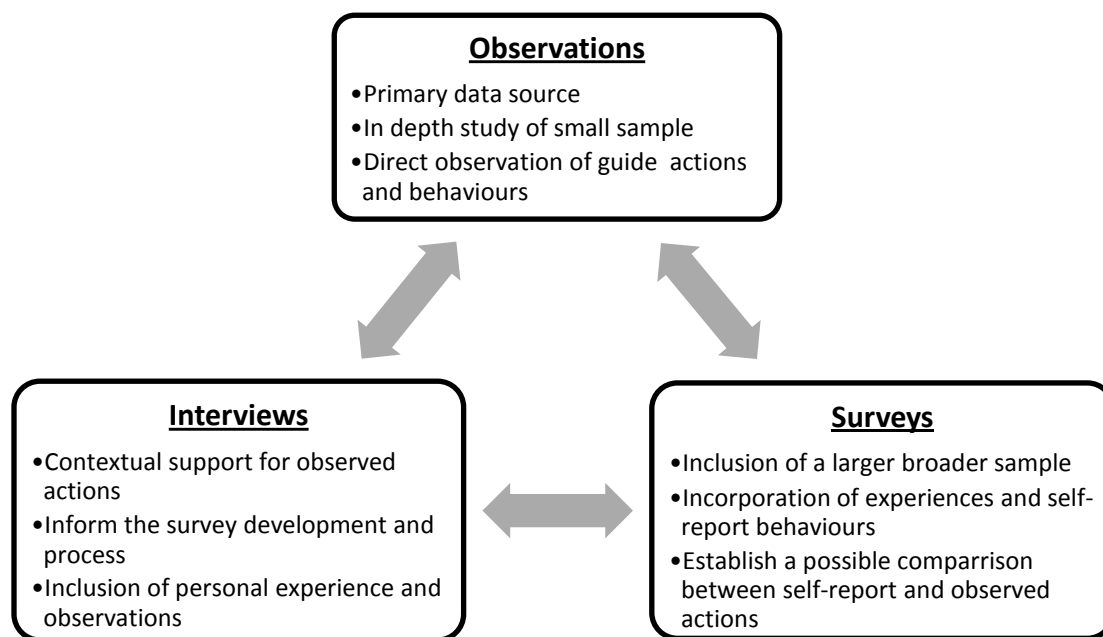 Observations
•Primary data source
•In depth study of small sample
•Direct observation of guide actions
and behaviours
Interviews
•Contextual support for observed
actions
•Inform the survey development and
process
•Inclusion of personal experience and
observations
Surveys
•Inclusion of a larger broader sample
•Incorporation of experiences and self-
report behaviours
•Establish a possible comparrison
between self-report and observed
actions